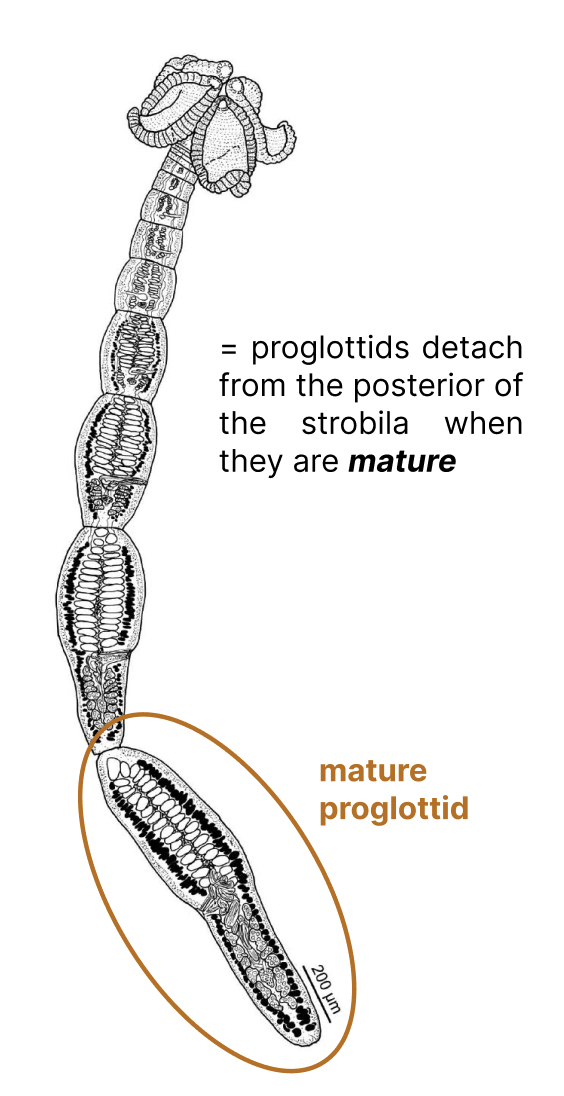 = proglottids detach
from the posterior of
the strobila when
they are mature
mature
proglottid
200 µm